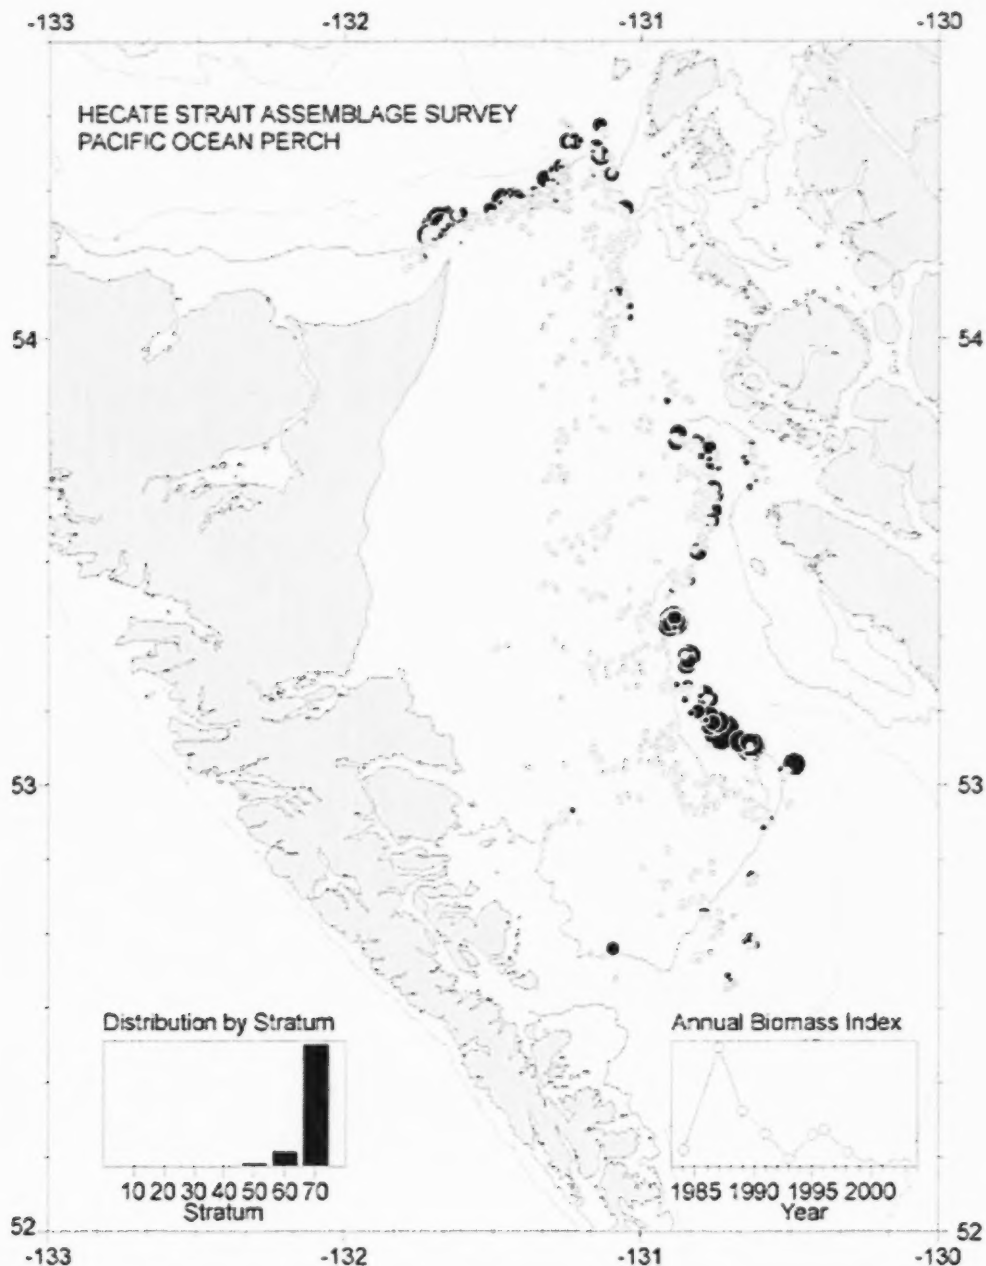 -133 -132 -131 -130
HECATE STRAIT ASSEMBLAGE SURVEY
PACIFIC OCEAN PERCH
54 54
53 53
Distribution by Stratum
10 20 30 40 50 60 70
Stratum
Annual Biomass Index
1985 1990 1995 2000
Year
52 52
-133 -132 -131 -130